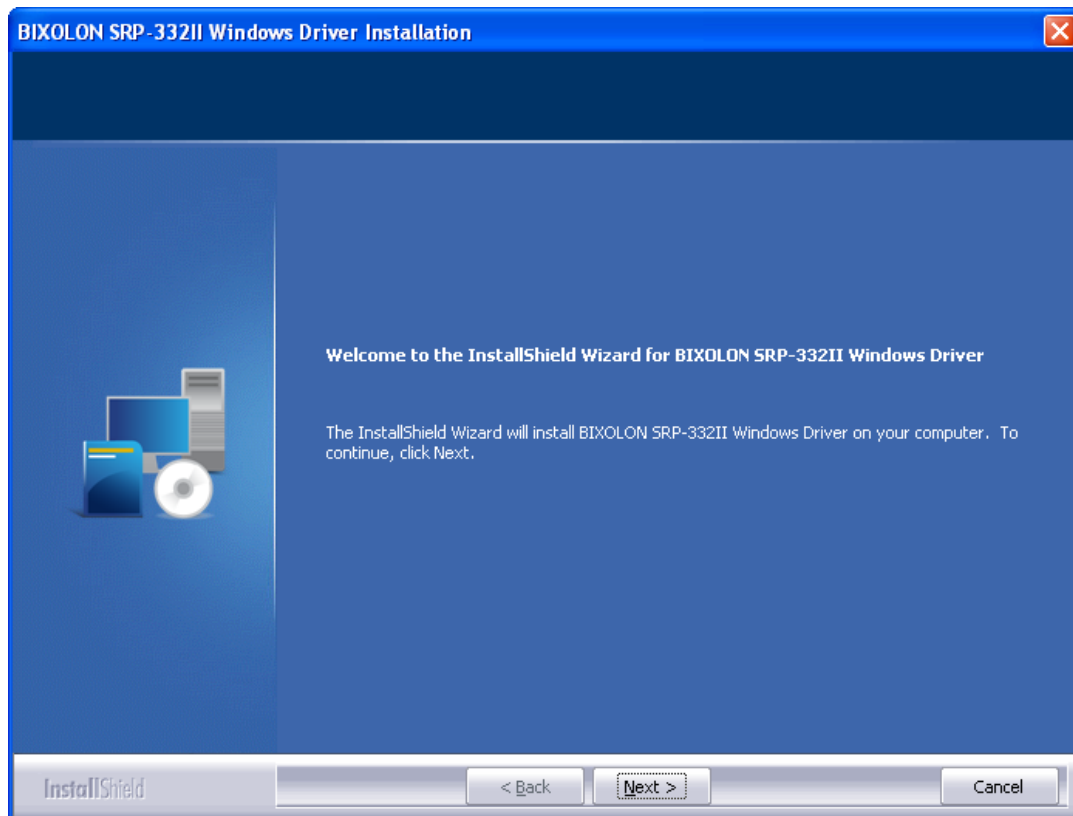 BIXOLON SRP-332II Windows Driver Installation
Welcome to the InstallShield Wizard for BIXOLON SRP-332II Windows Driver
The InstallShield Wizard will install BIXOLON SRP-332II Windows Driver on your computer. To
continue, click Next.
InstallShield
< Back
Next >
Cancel